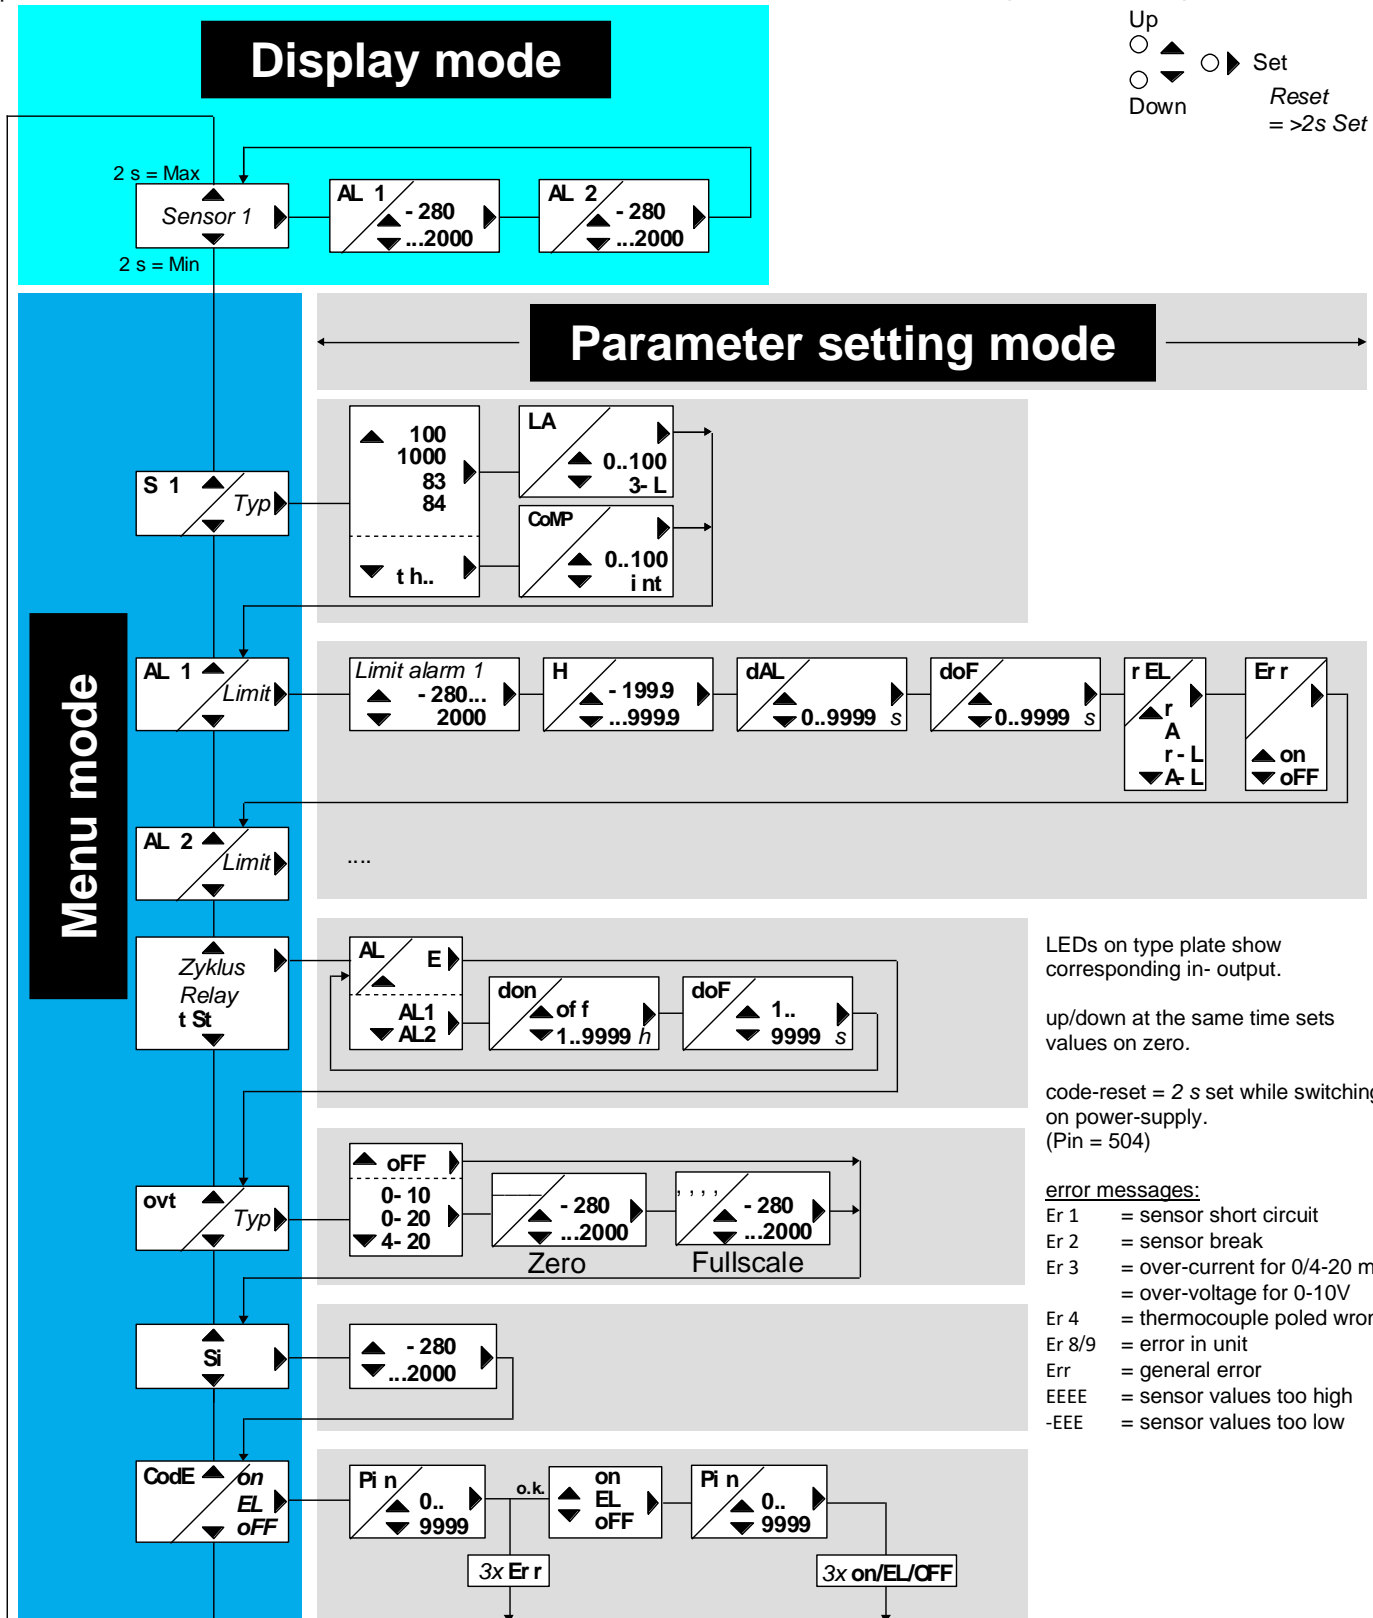 Display mode
Up
Set
Down
Reset
= >2s Set
2 s = Max
Sensor 1
2 s = Min
AL 1
- 280
...2000
AL 2
- 280
...2000
Menu mode
Parameter setting mode
S 1
Typ
100
1000
83
84
t h..
LA
0..100
3- L
CoMP
0..100
i nt
AL 1
Limit
Limit alarm 1
- 280...
2000
H
- 199.9
...999.9
dAL
0..9999 s
doF
0..9999 s
r EL
r
A
r - L
A- L
Er r
on
oFF
AL 2
Limit
....
Zyklus
Relay
t St
AL
E
AL1
AL2
don
of f
1..9999 h
doF
1..
9999 s
ovt
Typ
oFF
0- 10
0- 20
4- 20
- 280
...2000
Zero
, , , ,
- 280
...2000
Fullscale
Si
- 280
...2000
CodE
on
EL
oFF
Pi n
0..
9999
o.k.
on
EL
oFF
Pi n
0..
9999
3x Er r
3x on/EL/OFF
LEDs on type plate show
corresponding in- output.
up/down at the same time sets
values on zero.
code-reset = 2 s set while switching
on power-supply.
(Pin = 504)
error messages:
Er 1 = sensor short circuit
Er 2 = sensor break
Er 3 = over-current for 0/4-20 m
= over-voltage for 0-10V
Er 4 = thermocouple poled wron
Er 8/9 = error in unit
Err = general error
EEEE = sensor values too high
-EEE = sensor values too low